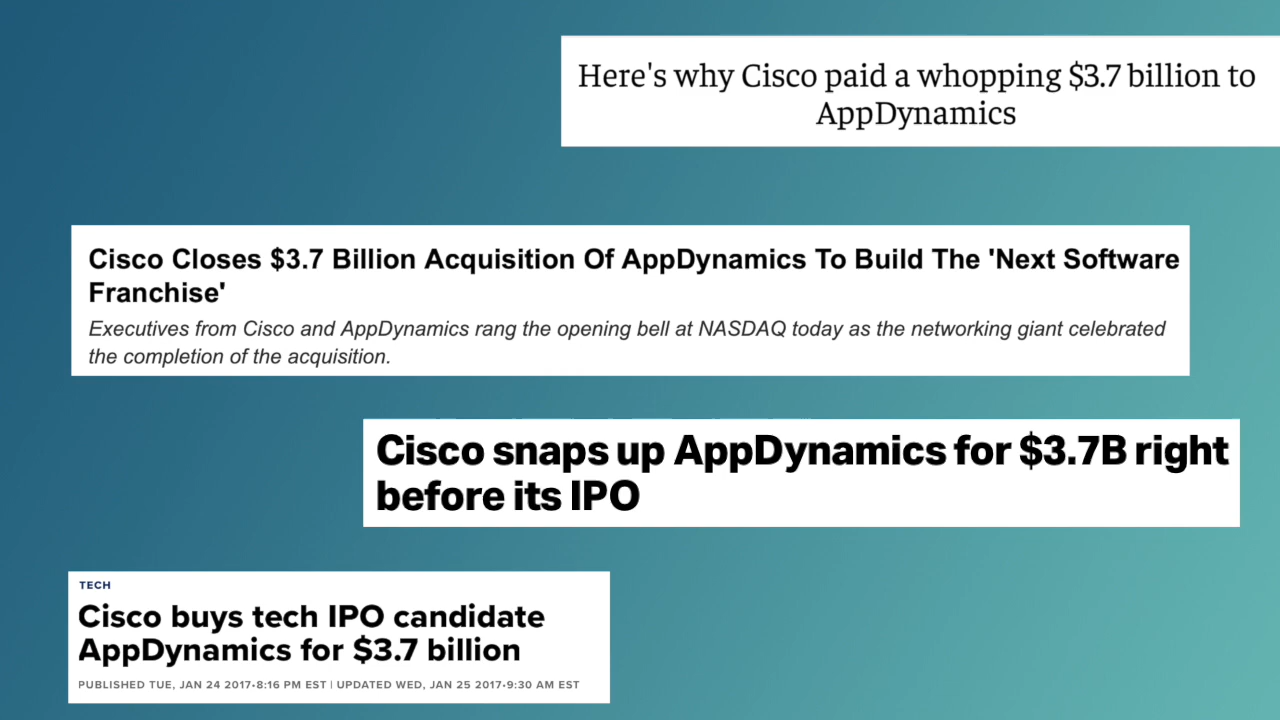 Here's why Cisco paid a whopping $3.7 billion to
AppDynamics
Cisco Closes $3.7 Billion Acquisition Of AppDynamics To Build The 'Next Software
Franchise'
Executives from Cisco and AppDynamics rang the opening bell at NASDAQ today as the networking giant celebrated
the completion of the acquisition.
Cisco snaps up AppDynamics for $3.7B right
before its IPO
TECH
Cisco buys tech IPO candidate
AppDynamics for $3.7 billion
PUBLISHED TUE, JAN 24 2017•8:16 PM EST | UPDATED WED, JAN 25 2017•9:30 AM EST